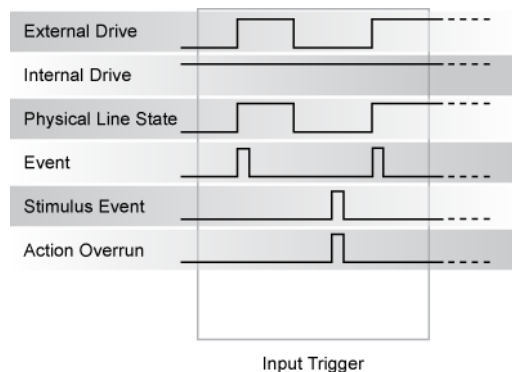 External Drive
Internal Drive
Physical Line State
Event
Stimulus Event
Action Overrun
Input Trigger